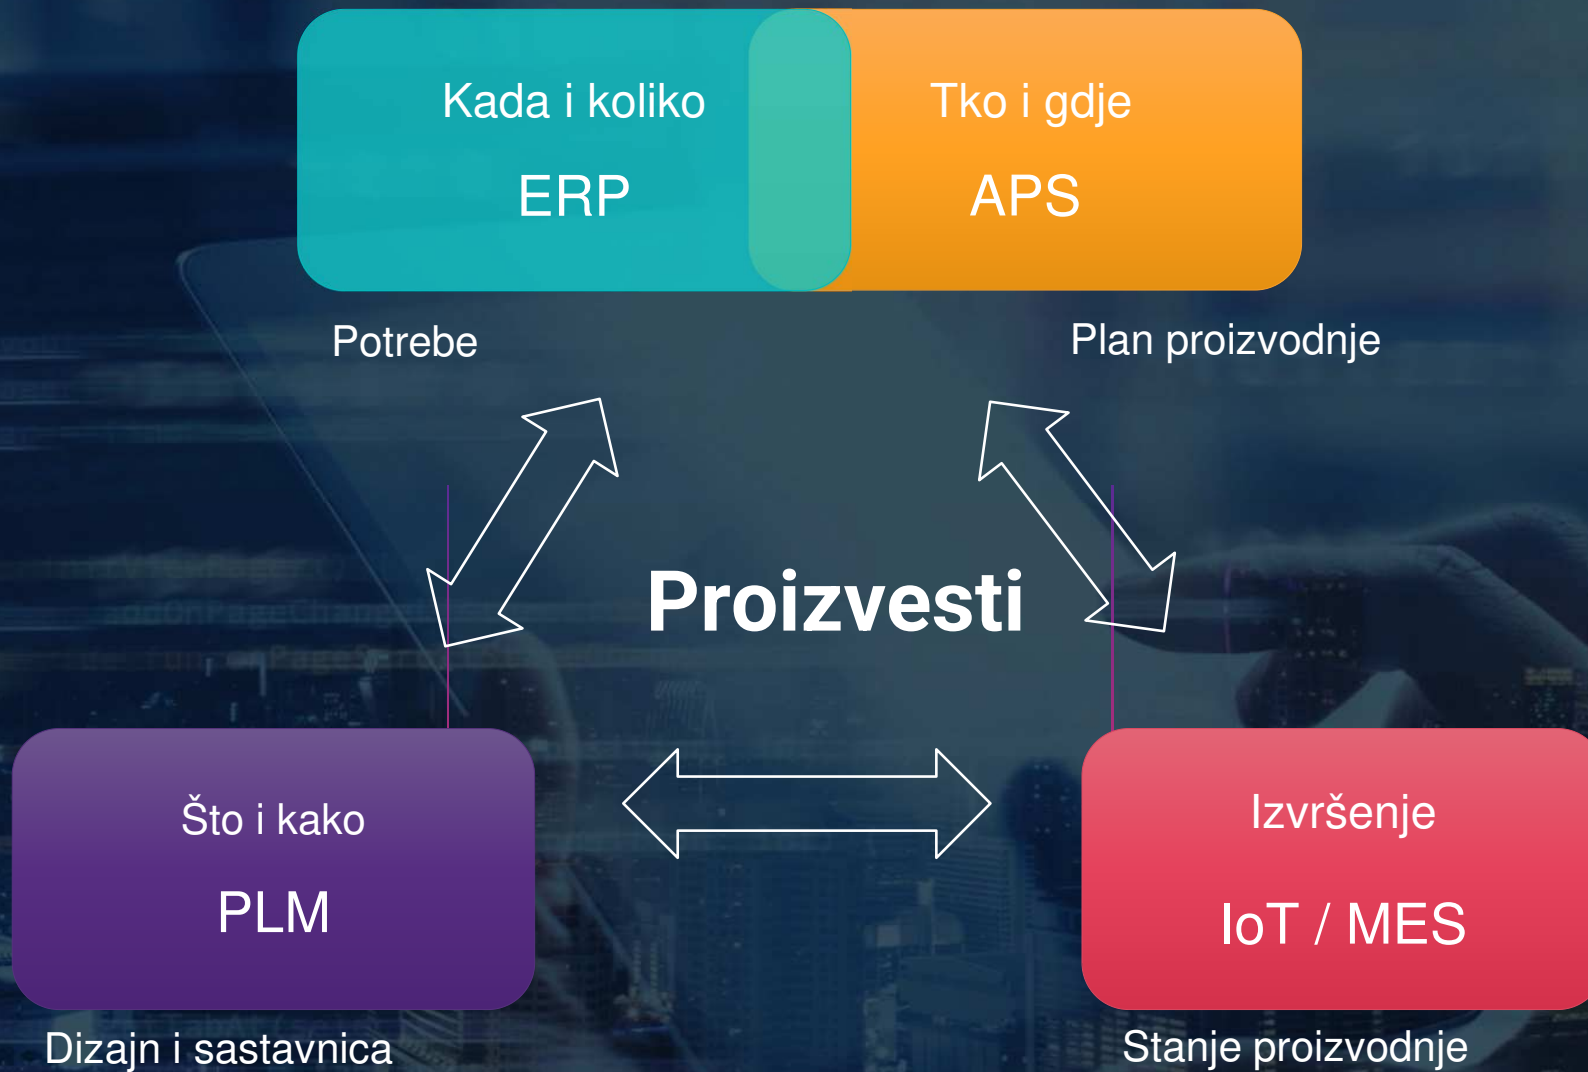 Kada i koliko
ERP
Tko i gdje
APS
Potrebe
Plan proizvodnje
Proizvesti
Što i kako
PLM
Izvršenje
IoT / MES
Dizajn i sastavnica
Stanje proizvodnje